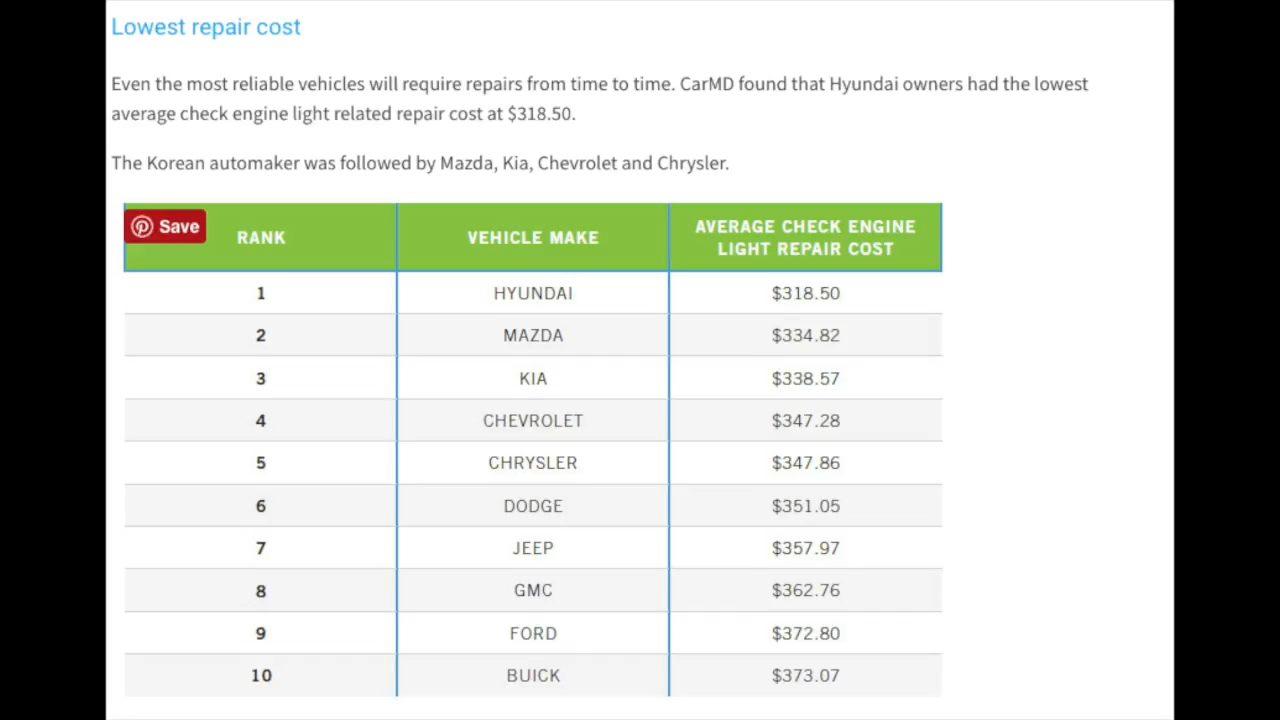 Lowest repair cost
Even the most reliable vehicles will require repairs from time to time. CarMD found that Hyundai owners had the lowest
average check engine light related repair cost at $318.50.
The Korean automaker was followed by Mazda, Kia, Chevrolet and Chrysler.
Save
RANK VEHICLE MAKE AVERAGE CHECK ENGINE
LIGHT REPAIR COST
1 HYUNDAI $318.50
2 MAZDA $334.82
3 KIA $338.57
4 CHEVROLET $347.28
5 CHRYSLER $347.86
6 DODGE $351.05
7 JEEP $357.97
8 GMC $362.76
9 FORD $372.80
10 BUICK $373.07